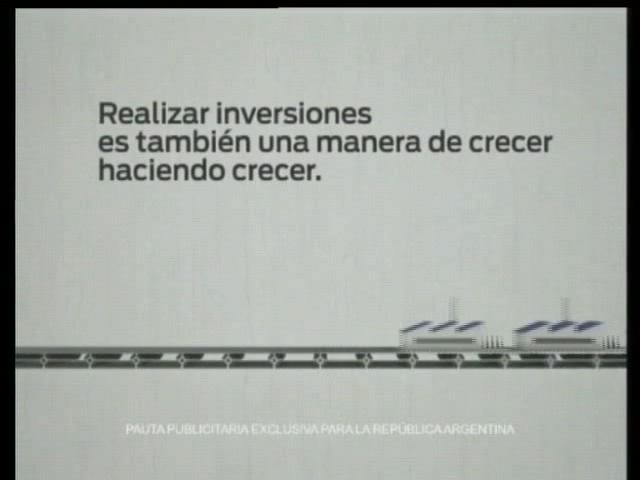 Realizar inversiones
es también una manera de crecer
haciendo crecer.
PAUTA PUBLICITARIA EXCLUSIVA PARA LA REPÚBLICA ARGENTINA